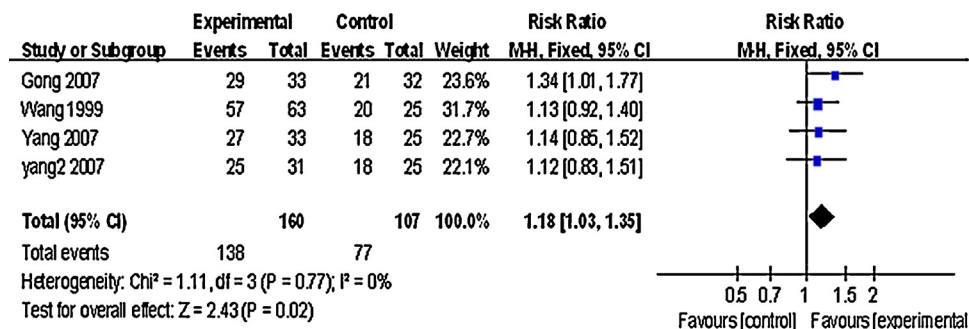 Experimental Control Risk Ratio Risk Ratio
Study or Subgroup Events Total Events Total Weight M-H, Fixed, 95% CI M-H, Fixed, 95% CI
Gong 2007 29 33 21 32 23.6% 1.34 [1.01, 1.77]
Wang 1999 57 63 20 25 31.7% 1.13 [0.92, 1.40]
Yang 2007 27 33 18 25 22.7% 1.14 [0.85, 1.52]
yang2 2007 25 31 18 25 22.1% 1.12 [0.83, 1.51]
Total (95% CI) 160 107 100.0% 1.18 [1.03, 1.35]
Total events 138 77
Heterogeneity: Chi² = 1.11, df = 3 (P = 0.77); I² = 0%
Test for overall effect: Z = 2.43 (P = 0.02)
0.5 0.7 1 1.5 2
Favours [control] Favours [experimental]